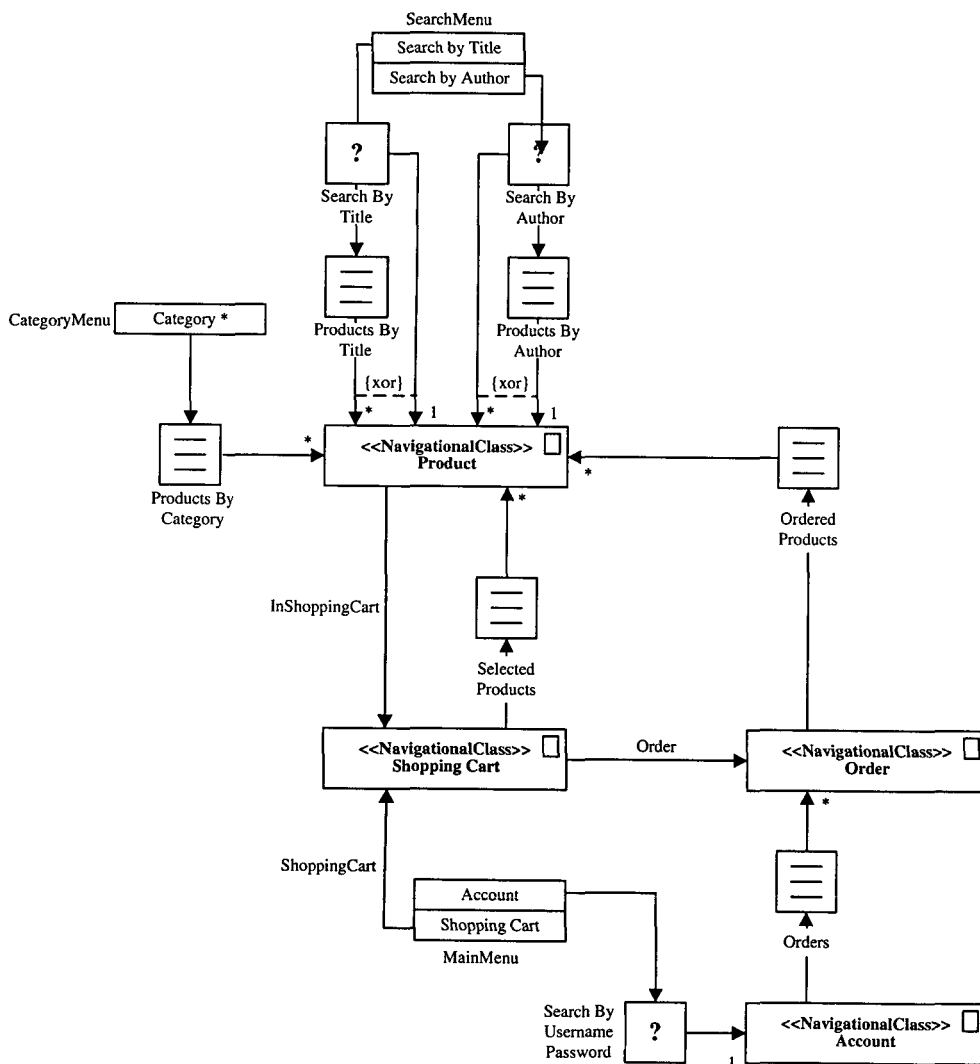 SearchMenu
Search by Title
Search by Author
?
?
Search By
Title
Search By
Author
CategoryMenu
Category *
Products By
Title
Products By
Author
{xor}
{xor}
*
1
*
1
<<NavigationalClass>>
Product
*
*
Products By
Category
*
Ordered
Products
InShoppingCart
Selected
Products
<<NavigationalClass>>
Shopping Cart
Order
<<NavigationalClass>>
Order
*
ShoppingCart
Account
Shopping Cart
MainMenu
Orders
Search By
Username
Password
?
1
<<NavigationalClass>>
Account